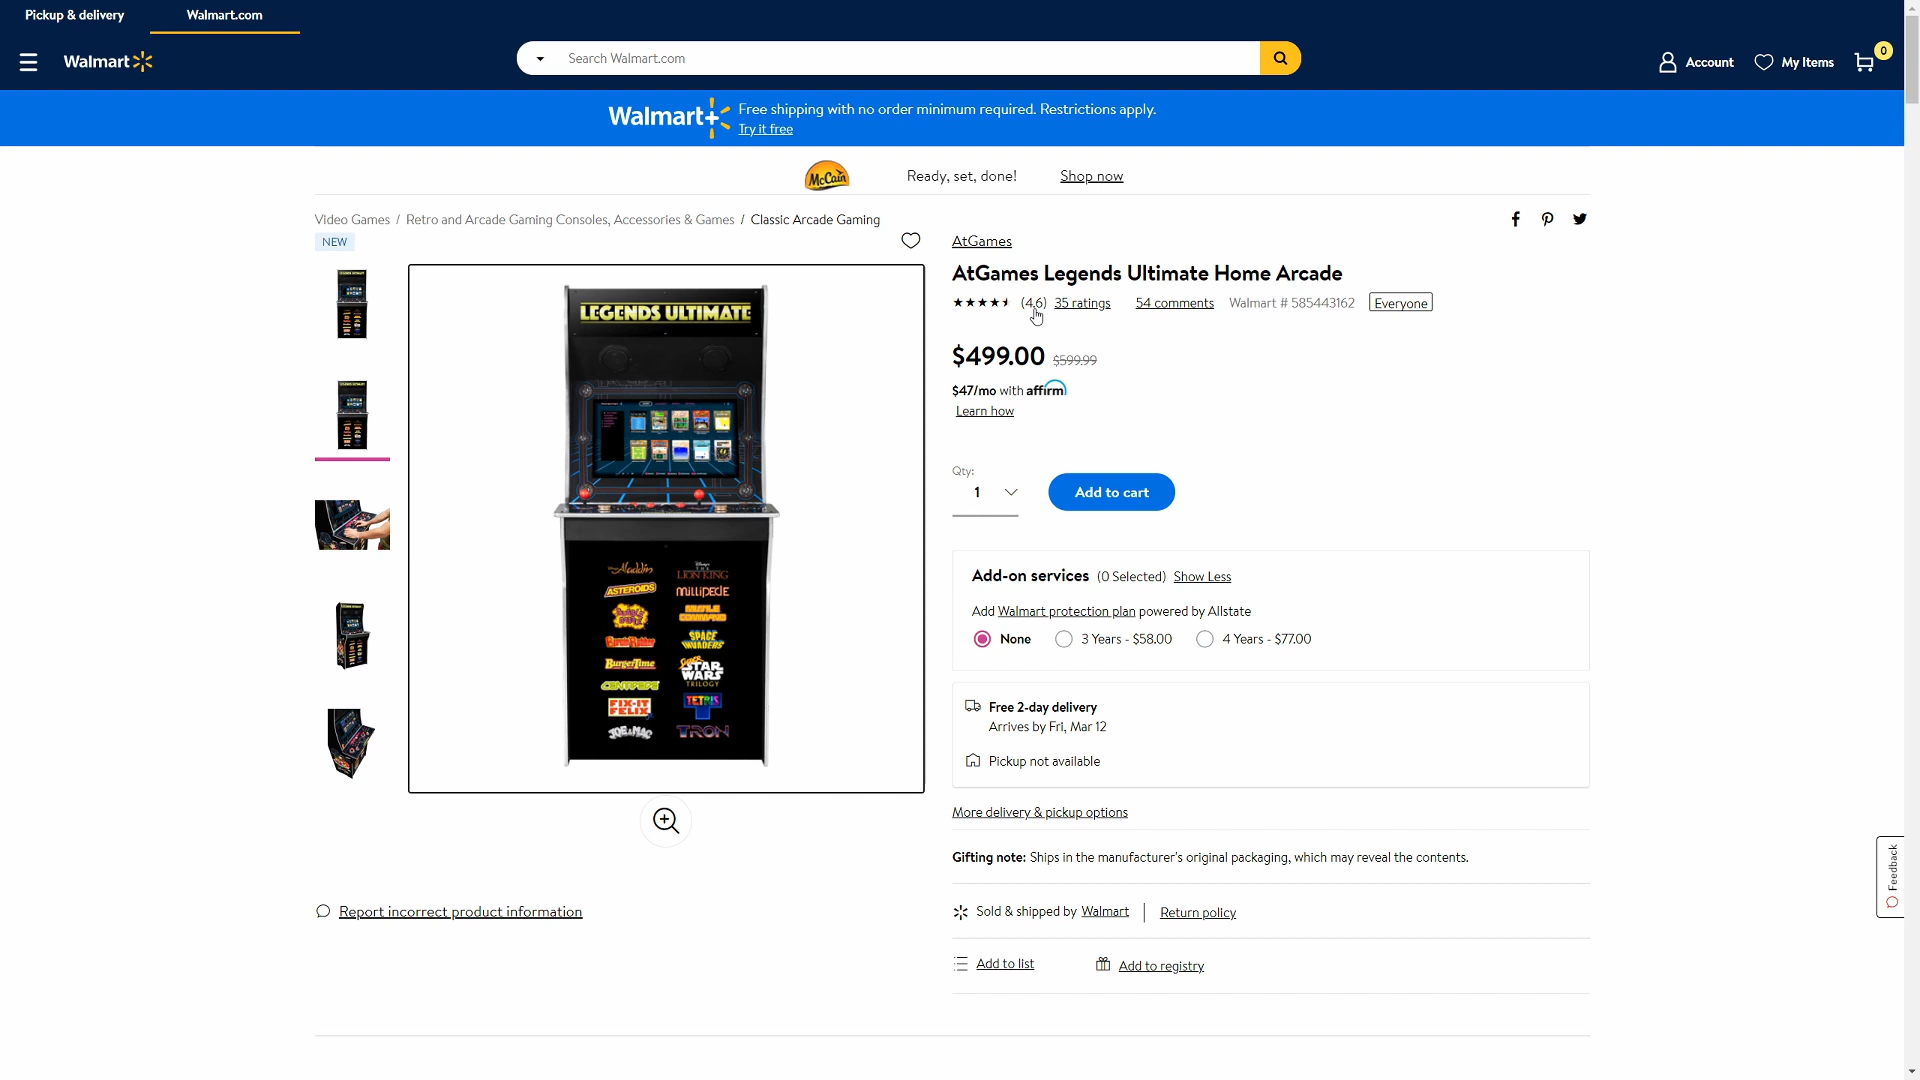 Pickup & delivery
Walmart.com
Walmart
Search Walmart.com
Account
My Items
0
Walmart+
Free shipping with no order minimum required. Restrictions apply.
Try it free
McCain
Ready, set, done!
Shop now
Video Games / Retro and Arcade Gaming Consoles, Accessories & Games / Classic Arcade Gaming
NEW
AtGames
AtGames Legends Ultimate Home Arcade
(4.6) 35 ratings
54 comments
Walmart # 585443162
Everyone
$499.00 $599.99
$47/mo with affirm
Learn how
Qty:
1
Add to cart
LEGENDS ULTIMATE
Aladdin
THE LION KING
ASTEROIDS
MILLIPEDE
MISSILE COMMAND
SPACE INVADERS
BURGERTIME
SUPER STAR WARS TRILOGY
CENTIPEDE
FIX-IT FELIX JR
TETRIS
JOE & MAC
TRON
Add-on services (0 Selected) Show Less
Add Walmart protection plan powered by Allstate
None
3 Years - $58.00
4 Years - $77.00
Free 2-day delivery
Arrives by Fri, Mar 12
Pickup not available
More delivery & pickup options
Gifting note: Ships in the manufacturer's original packaging, which may reveal the contents.
Report incorrect product information
Sold & shipped by Walmart
Return policy
Add to list
Add to registry
Feedback